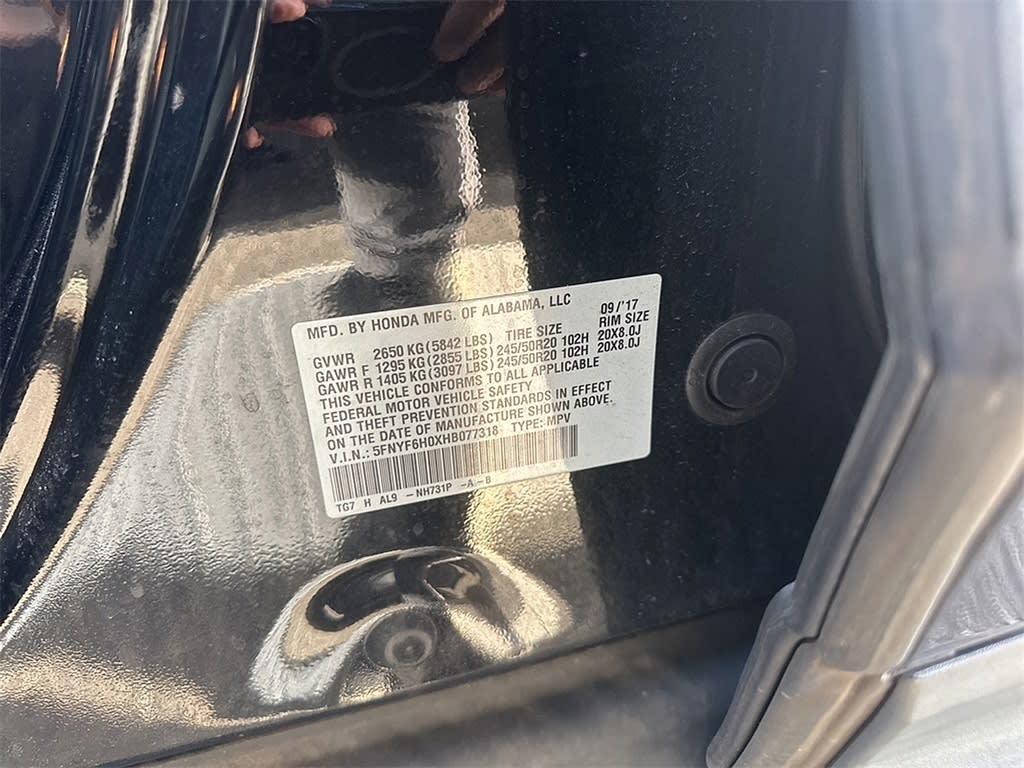 MFD. BY HONDA MFG. OF ALABAMA, LLC 09/'17
GVWR 2650 KG (5842 LBS) TIRE SIZE RIM SIZE
GAWR F 1295 KG (2855 LBS) 245/50R20 102H 20X8.0J
GAWR R 1405 KG (3097 LBS) 245/50R20 102H 20X8.0J
THIS VEHICLE CONFORMS TO ALL APPLICABLE
FEDERAL MOTOR VEHICLE SAFETY
AND THEFT PREVENTION STANDARDS IN EFFECT
ON THE DATE OF MANUFACTURE SHOWN ABOVE.
V.I.N.: 5FNYF6H0XHB077318 TYPE: MPV
TG7 H AL9 -NH731P -A -B